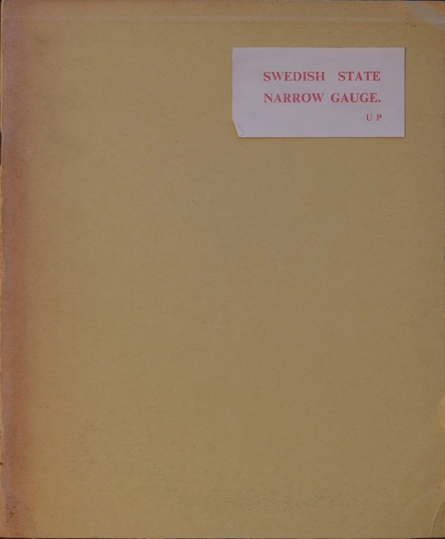 SWEDISH STATE
NARROW GAUGE.
U P